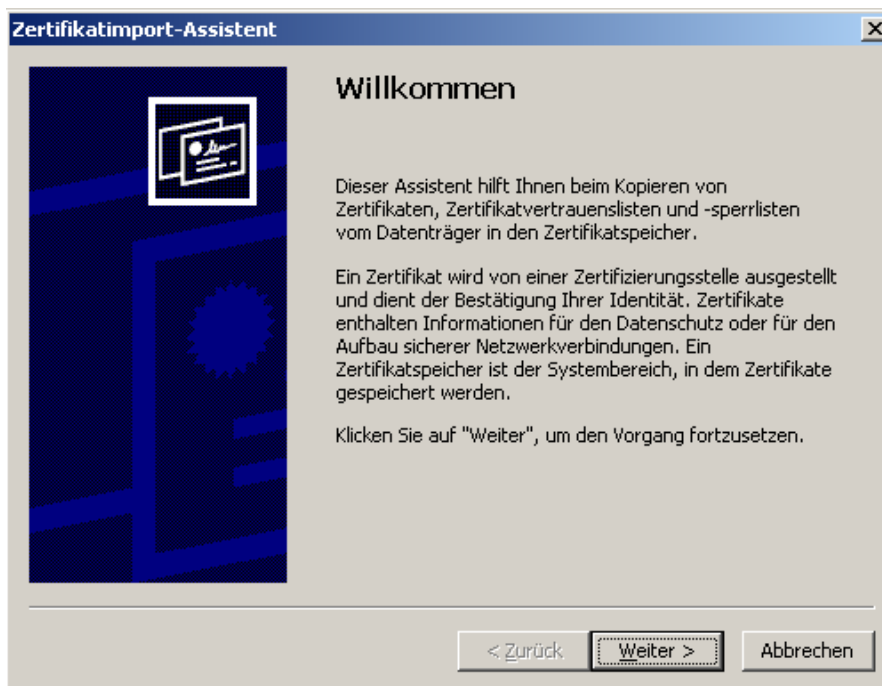 Zertifikatimport-Assistent
Willkommen
Dieser Assistent hilft Ihnen beim Kopieren von
Zertifikaten, Zertifikatvertrauenslisten und -sperrlisten
vom Datenträger in den Zertifikatspeicher.
Ein Zertifikat wird von einer Zertifizierungsstelle ausgestellt
und dient der Bestätigung Ihrer Identität. Zertifikate
enthalten Informationen für den Datenschutz oder für den
Aufbau sicherer Netzwerkverbindungen. Ein
Zertifikatspeicher ist der Systembereich, in dem Zertifikate
gespeichert werden.
Klicken Sie auf "Weiter", um den Vorgang fortzusetzen.
< Zurück Weiter > Abbrechen